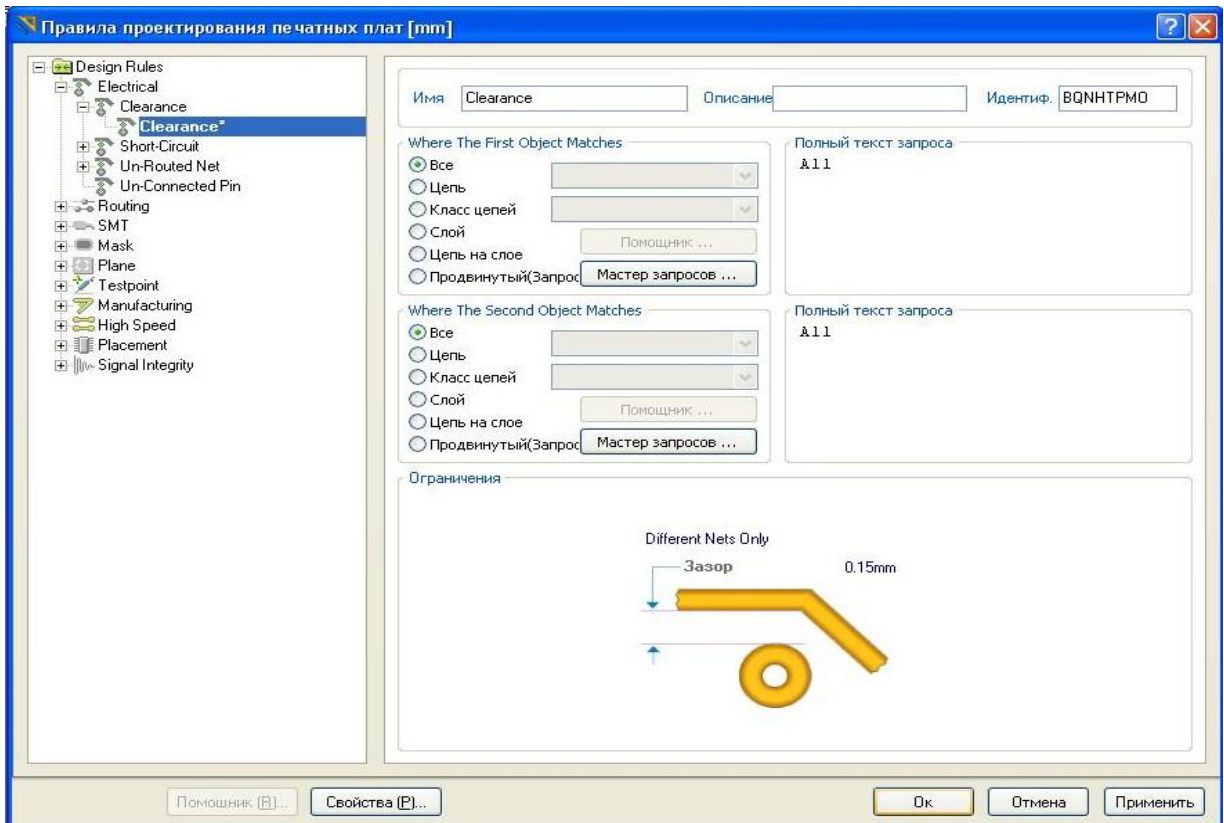 Правила проектирования печатных плат [mm]
Design Rules
Electrical
Clearance
Clearance*
Short-Circuit
Un-Routed Net
Un-Connected Pin
Routing
SMT
Mask
Plane
Testpoint
Manufacturing
High Speed
Placement
Signal Integrity
Имя Clearance Описание Идентиф. BQNHTPMO
Where The First Object Matches
Все
Цепь
Класс цепей
Слой
Цепь на слое
Продвинутый(Запрос
Помощник ...
Мастер запросов ...
Полный текст запроса
All
Where The Second Object Matches
Все
Цепь
Класс цепей
Слой
Цепь на слое
Продвинутый(Запрос
Помощник ...
Мастер запросов ...
Полный текст запроса
All
Ограничения
Different Nets Only
Зазор 0.15mm
Помощник (R)... Свойства (P)... Ок Отмена Применить